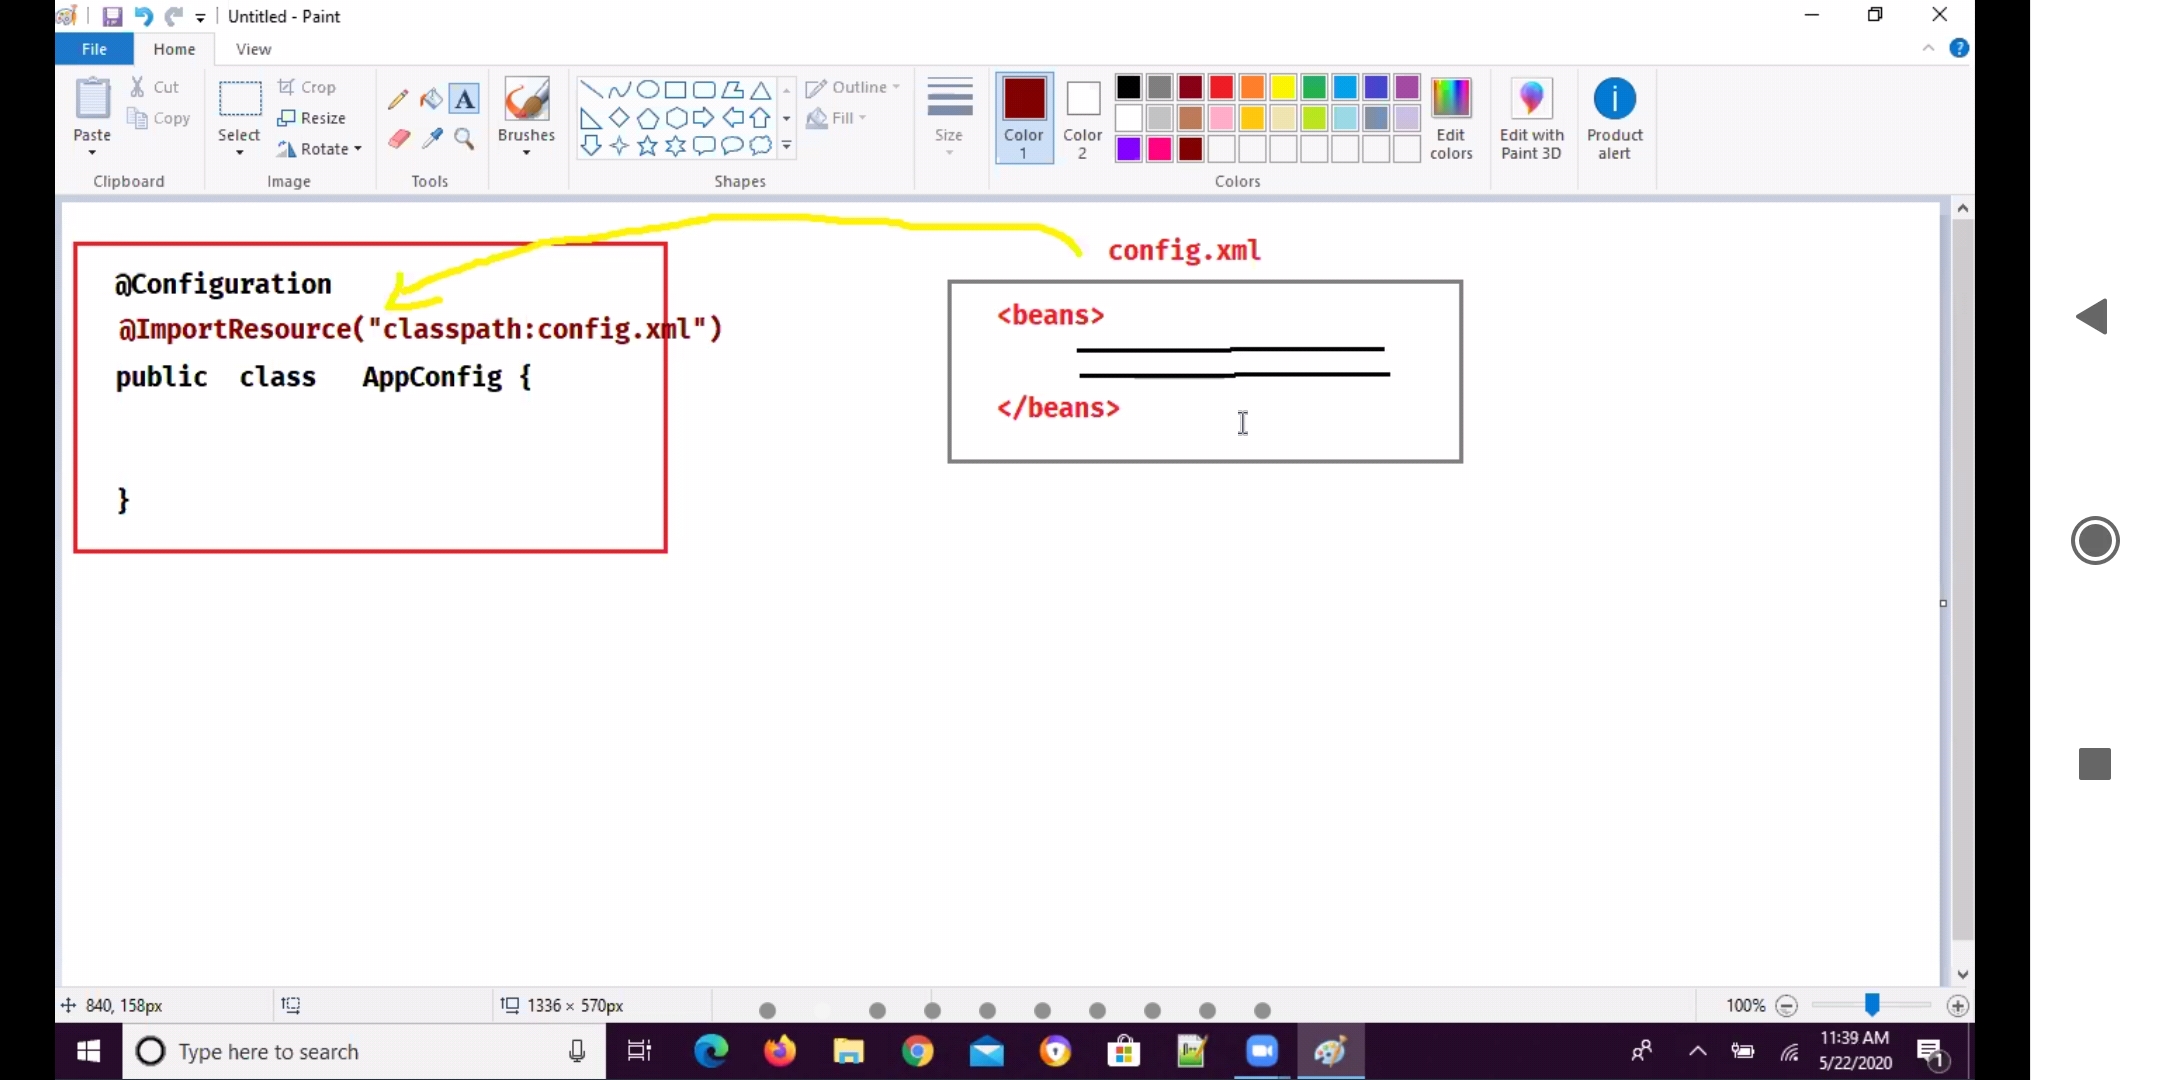 Untitled - Paint
File Home View
Paste
Cut
Copy
Clipboard
Select
Crop
Resize
Rotate
Image
A
Tools
Brushes
Shapes
Outline
Fill
Size
Color 1
Color 2
Edit colors
Colors
Edit with Paint 3D
Product alert
config.xml
@Configuration
@ImportResource("classpath:config.xml")
public class AppConfig {
}
<beans>
</beans>
840, 158px
1336 × 570px
100%
Type here to search
11:39 AM
5/22/2020
1